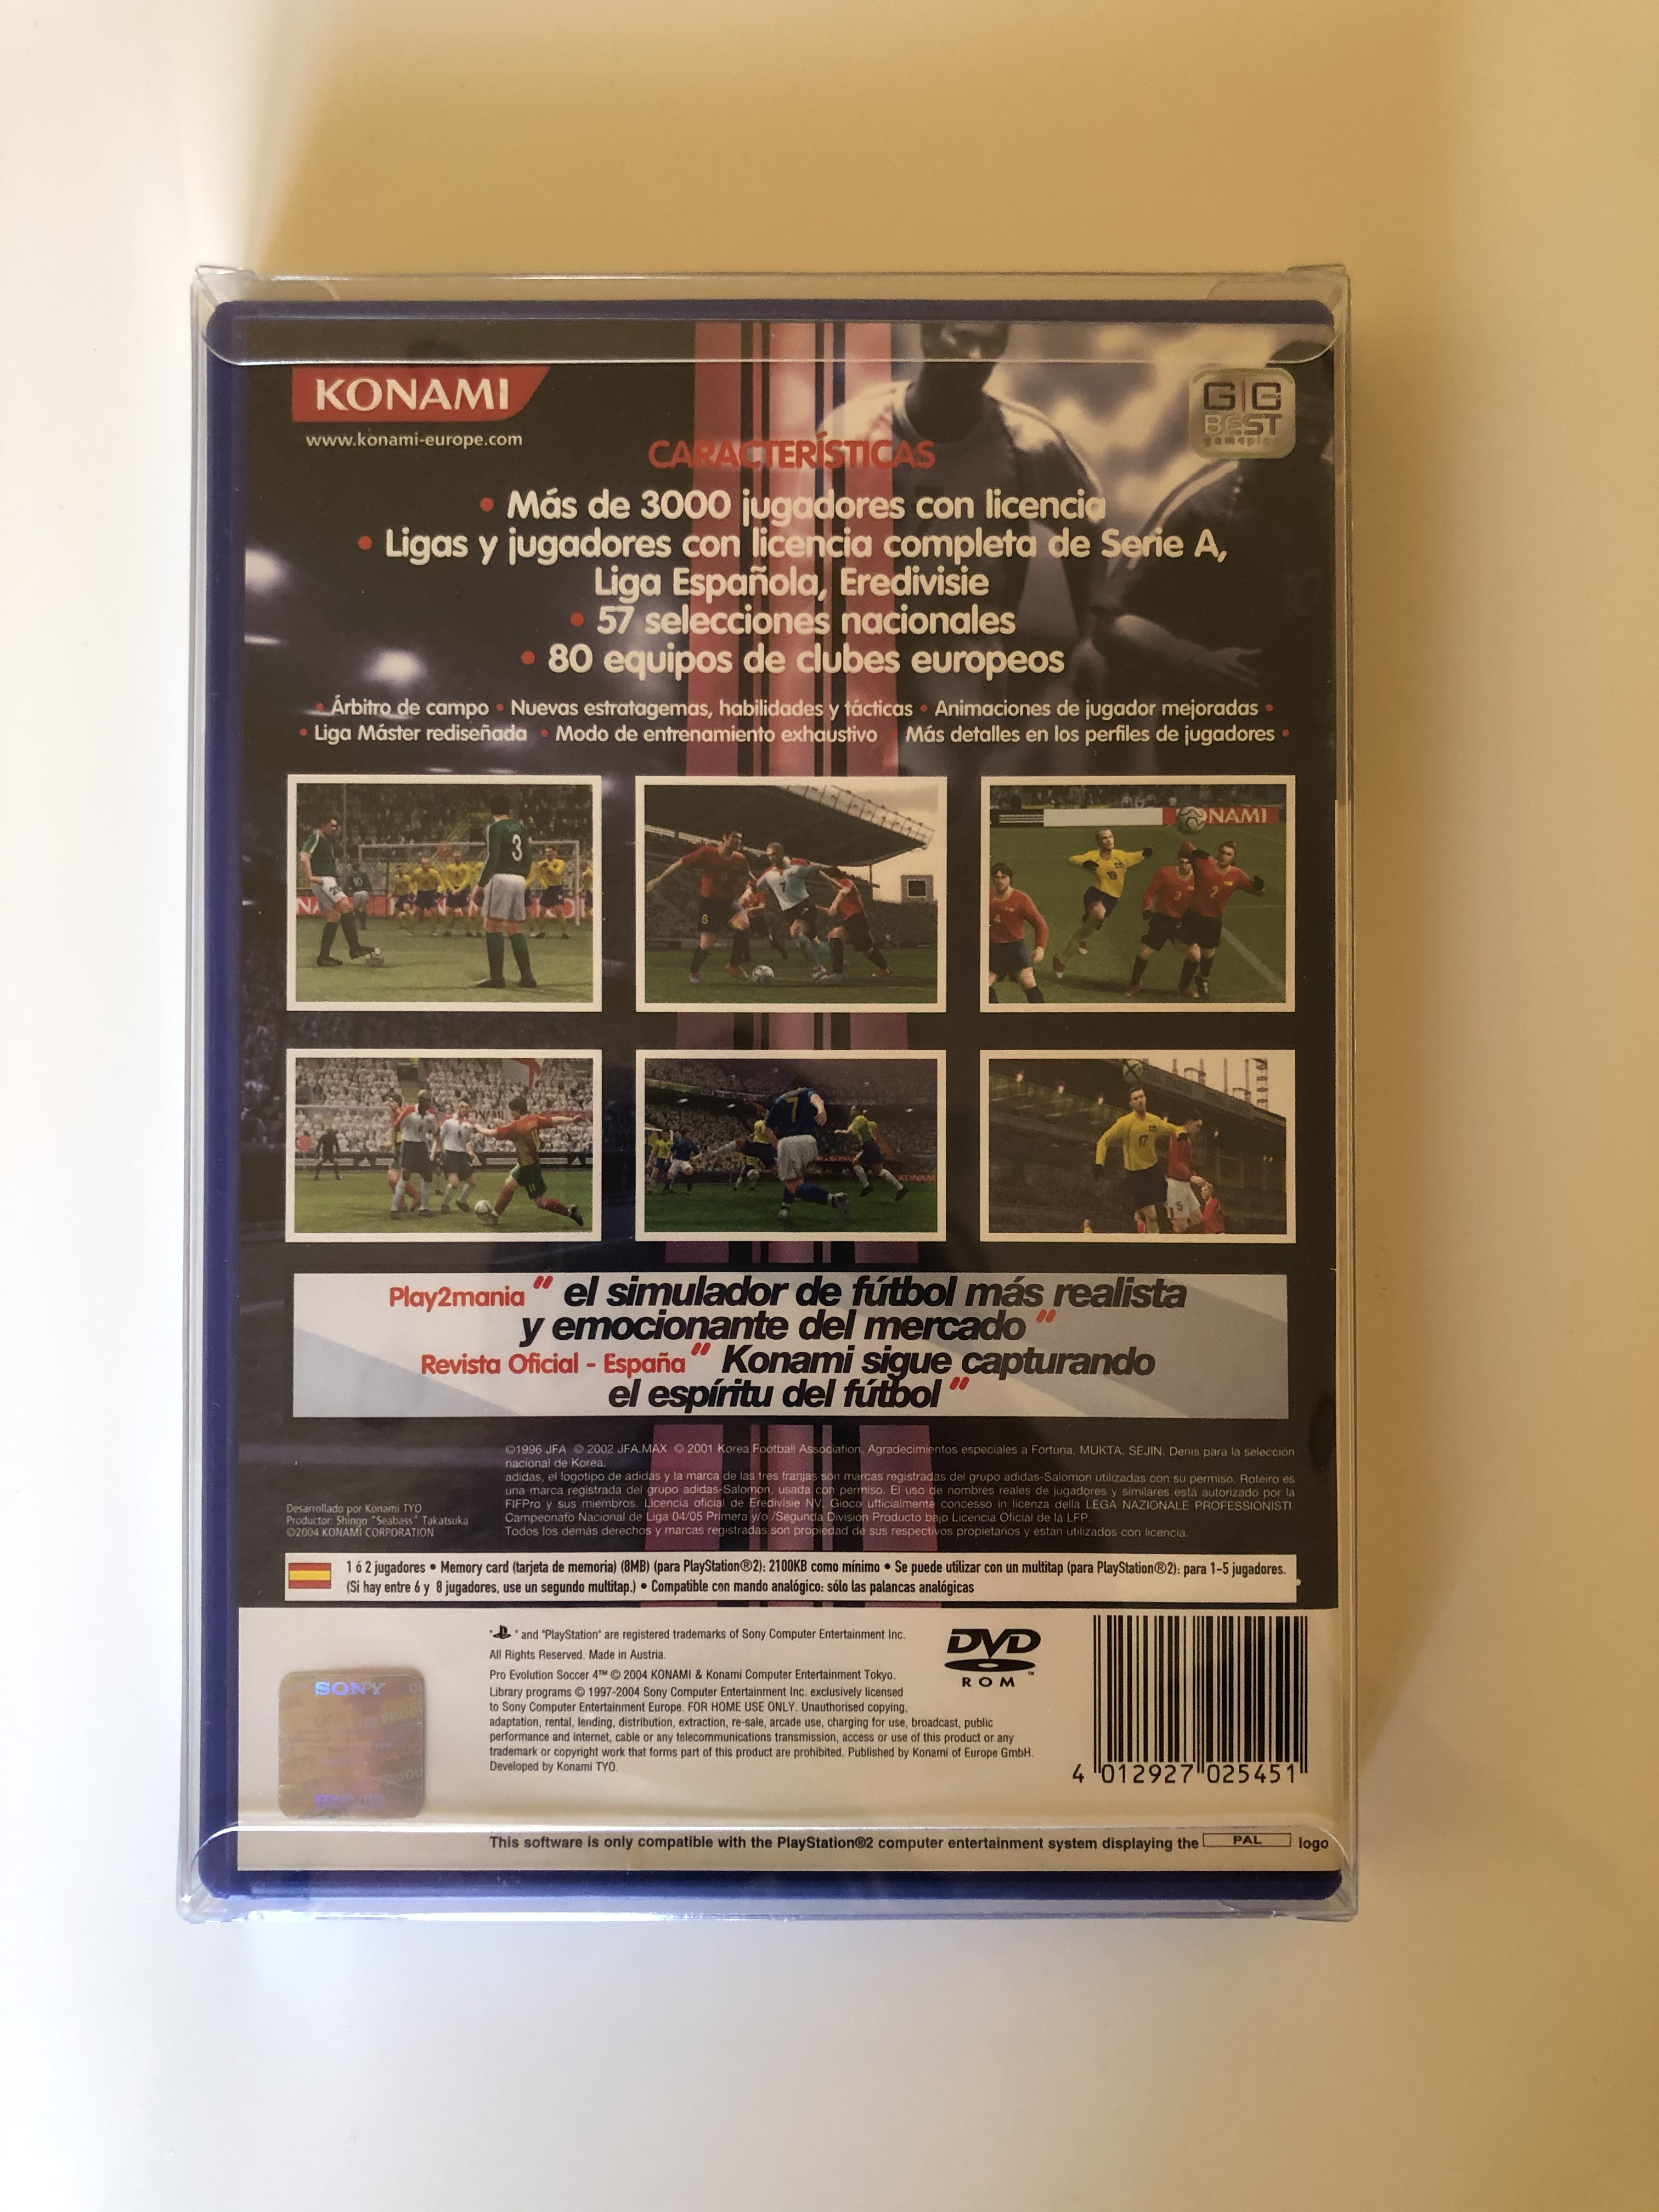 KONAMI
www.konami-europe.com
GIG
BEST
gameplay
CARACTERÍSTICAS
• Más de 3000 jugadores con licencia
• Ligas y jugadores con licencia completa de Serie A,
Liga Española, Eredivisie
• 57 selecciones nacionales
• 80 equipos de clubes europeos
• Árbitro de campo • Nuevas estratagemas, habilidades y tácticas • Animaciones de jugador mejoradas •
• Liga Máster rediseñada • Modo de entrenamiento exhaustivo • Más detalles en los perfiles de jugadores •
3
5
7
KONAMI
19
4
3
2
KONAMI
11
7
KONAMI
17
5
Play2mania " el simulador de fútbol más realista
y emocionante del mercado "
Revista Oficial - España " Konami sigue capturando
el espíritu del fútbol "
©1996 JFA © 2002 JFA.MAX © 2001 Korea Football Association, Agradecimientos especiales a Fortuna, MUKTA, SEJIN, Denis para la selección
nacional de Korea.
adidas, el logotipo de adidas y la marca de las tres franjas son marcas registradas del grupo adidas-Salomon utilizadas con su permiso. Roteiro es
una marca registrada del grupo adidas-Salomon, usada con permiso. El uso de nombres reales de jugadores y similares está autorizado por la
FIFPro y sus miembros. Licencia oficial de Eredivisie NV. Gioco ufficialmente concesso in licenza della LEGA NAZIONALE PROFESSIONISTI.
Campeonato Nacional de Liga 04/05 Primera y/o /Segunda Division Producto bajo Licencia Oficial de la LFP.
Todos los demás derechos y marcas registradas son propiedad de sus respectivos propietarios y están utilizados con licencia.
Desarrollado por Konami TYO
Productor: Shingo "Seabass" Takatsuka
©2004 KONAMI CORPORATION
1 ó 2 jugadores • Memory card (tarjeta de memoria) (8MB) (para PlayStation®2): 2100KB como mínimo • Se puede utilizar con un multitap (para PlayStation®2): para 1-5 jugadores.
(Si hay entre 6 y 8 jugadores, use un segundo multitap.) • Compatible con mando analógico: sólo las palancas analógicas
" " and "PlayStation" are registered trademarks of Sony Computer Entertainment Inc.
All Rights Reserved. Made in Austria.
Pro Evolution Soccer 4™ © 2004 KONAMI & Konami Computer Entertainment Tokyo.
Library programs © 1997-2004 Sony Computer Entertainment Inc. exclusively licensed
to Sony Computer Entertainment Europe. FOR HOME USE ONLY. Unauthorised copying,
adaptation, rental, lending, distribution, extraction, re-sale, arcade use, charging for use, broadcast, public
performance and internet, cable or any telecommunications transmission, access or use of this product or any
trademark or copyright work that forms part of this product are prohibited. Published by Konami of Europe GmbH.
Developed by Konami TYO.
DVD
ROM™
4 012927 025451
SONY
This software is only compatible with the PlayStation®2 computer entertainment system displaying the PAL logo